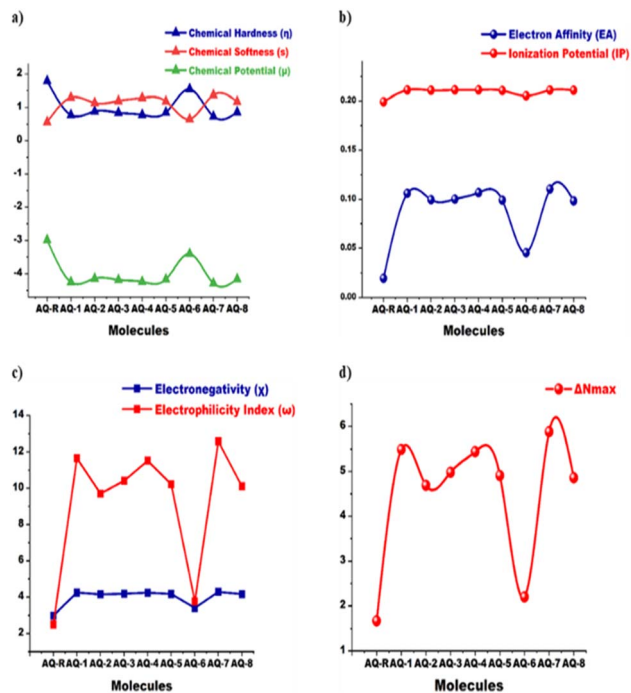 a)
Chemical Hardness (η)
Chemical Softness (s)
Chemical Potential (μ)
2
1
0
-3
-4
AQ-R AQ-1 AQ-2 AQ-3 AQ-4 AQ-5 AQ-6 AQ-7 AQ-8
Molecules
b)
Electron Affinity (EA)
Ionization Potential (IP)
0.20
0.15
0.10
0.05
0.00
AQ-R AQ-1 AQ-2 AQ-3 AQ-4 AQ-5 AQ-6 AQ-7 AQ-8
Molecules
c)
Electronegativity (χ)
Electrophilicity Index (ω)
14
12
10
8
6
4
2
AQ-R AQ-1 AQ-2 AQ-3 AQ-4 AQ-5 AQ-6 AQ-7 AQ-8
Molecules
d)
ΔNmax
6
5
4
3
2
1
AQ-R AQ-1 AQ-2 AQ-3 AQ-4 AQ-5 AQ-6 AQ-7 AQ-8
Molecules